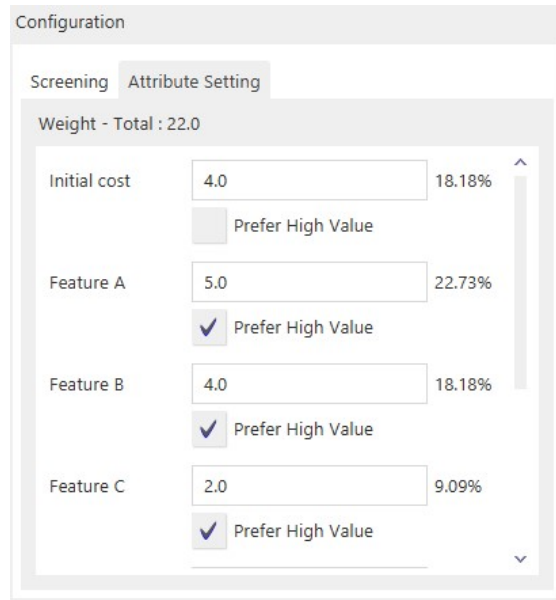 Configuration
Screening Attribute Setting
Weight - Total : 22.0
Initial cost 4.0 18.18%
Prefer High Value
Feature A 5.0 22.73%
Prefer High Value
Feature B 4.0 18.18%
Prefer High Value
Feature C 2.0 9.09%
Prefer High Value